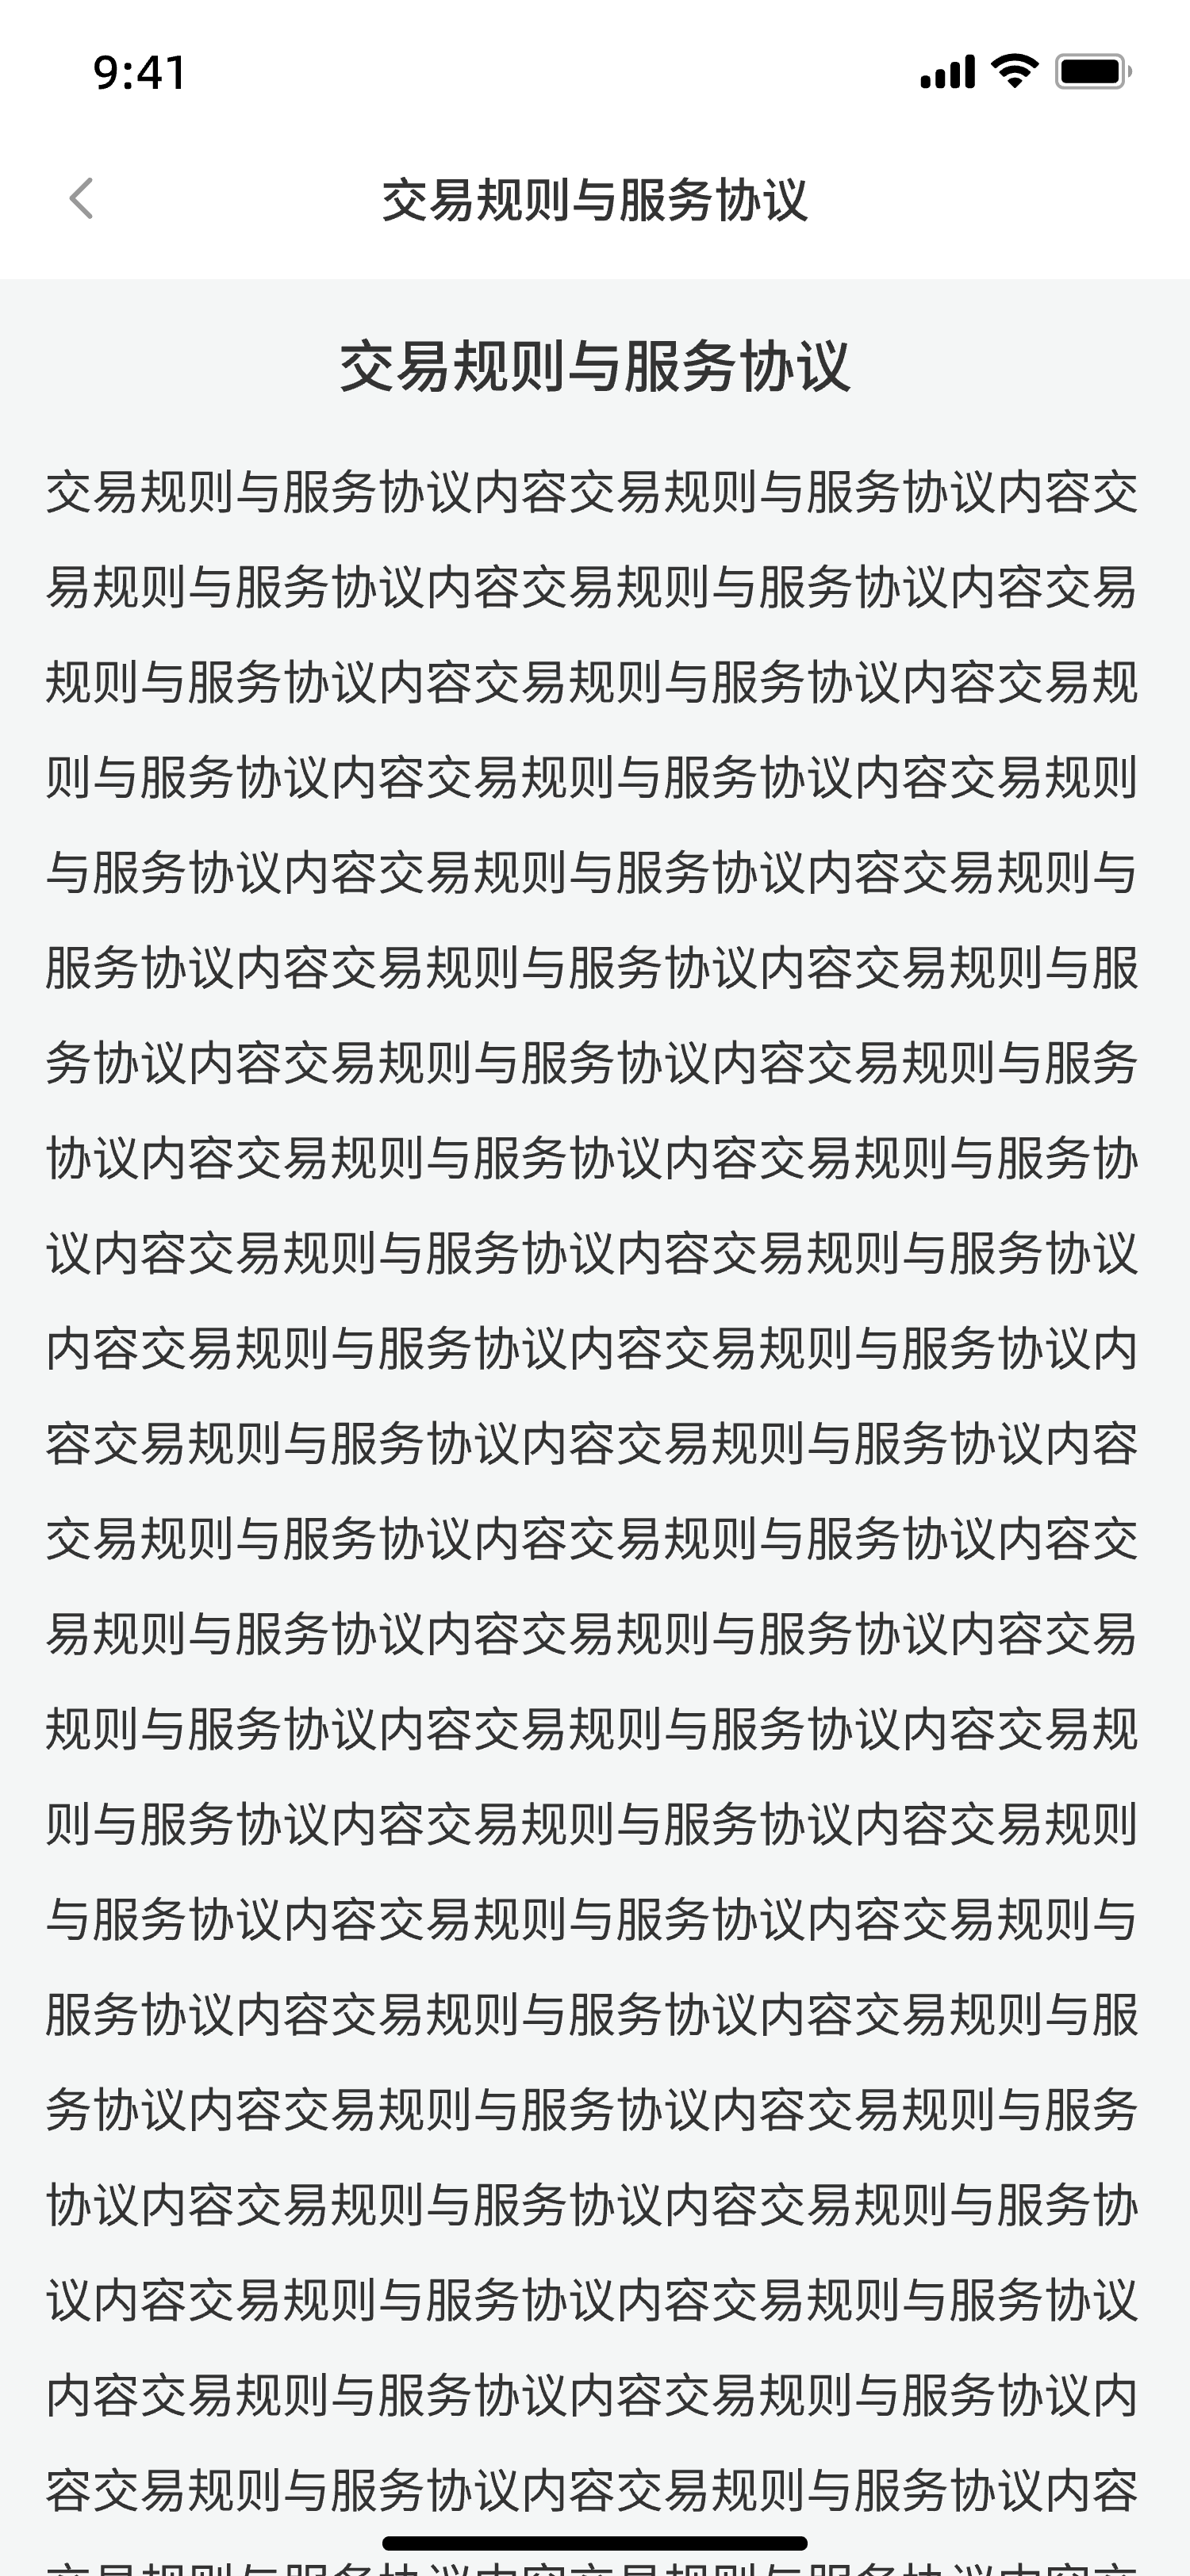 9:41
交易规则与服务协议
交易规则与服务协议
交易规则与服务协议内容交易规则与服务协议内容交
易规则与服务协议内容交易规则与服务协议内容交易
规则与服务协议内容交易规则与服务协议内容交易规
则与服务协议内容交易规则与服务协议内容交易规则
与服务协议内容交易规则与服务协议内容交易规则与
服务协议内容交易规则与服务协议内容交易规则与服
务协议内容交易规则与服务协议内容交易规则与服务
协议内容交易规则与服务协议内容交易规则与服务协
议内容交易规则与服务协议内容交易规则与服务协议
内容交易规则与服务协议内容交易规则与服务协议内
容交易规则与服务协议内容交易规则与服务协议内容
交易规则与服务协议内容交易规则与服务协议内容交
易规则与服务协议内容交易规则与服务协议内容交易
规则与服务协议内容交易规则与服务协议内容交易规
则与服务协议内容交易规则与服务协议内容交易规则
与服务协议内容交易规则与服务协议内容交易规则与
服务协议内容交易规则与服务协议内容交易规则与服
务协议内容交易规则与服务协议内容交易规则与服务
协议内容交易规则与服务协议内容交易规则与服务协
议内容交易规则与服务协议内容交易规则与服务协议
内容交易规则与服务协议内容交易规则与服务协议内
容交易规则与服务协议内容交易规则与服务协议内容